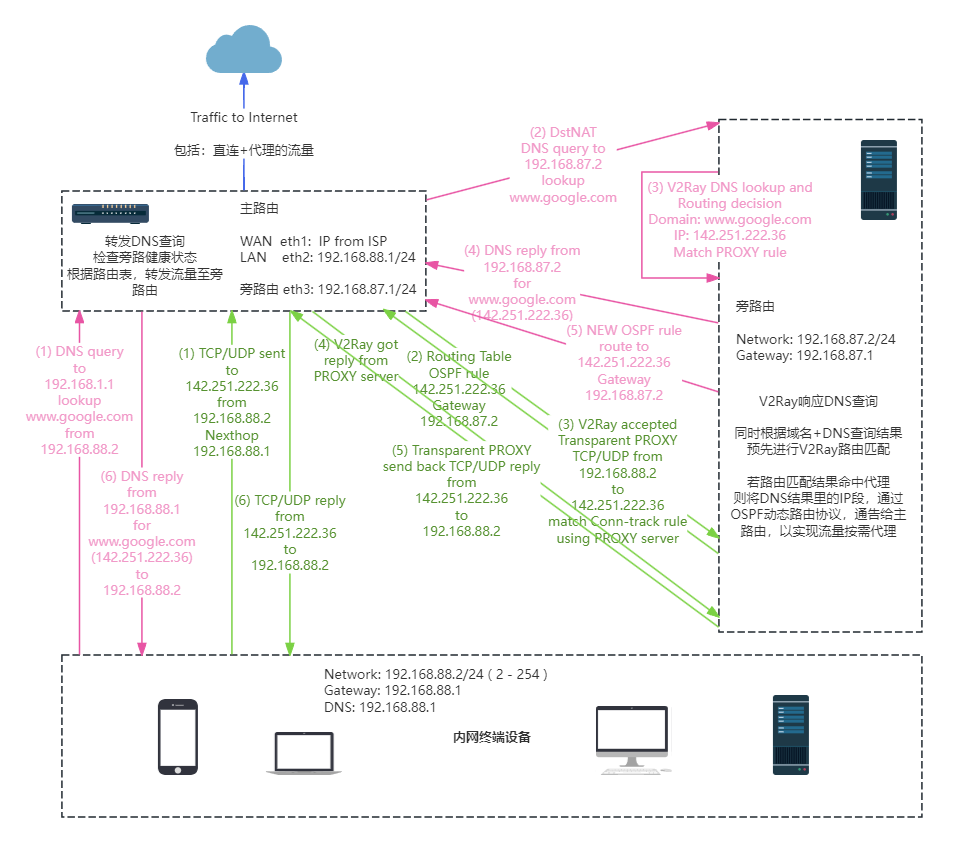 Traffic to Internet
包括：直连+代理的流量
主路由
转发DNS查询
检查旁路健康状态
根据路由表，转发流量至旁
路由
WAN eth1: IP from ISP
LAN eth2: 192.168.88.1/24
旁路由 eth3: 192.168.87.1/24
(2) DstNAT
DNS query to
192.168.87.2
lookup
www.google.com
(3) V2Ray DNS lookup and
Routing decision
Domain: www.google.com
IP: 142.251.222.36
Match PROXY rule
(4) DNS reply from
192.168.87.2
for
www.google.com
(142.251.222.36)
(5) NEW OSPF rule
route to
142.251.222.36
Gateway
192.168.87.2
旁路由
Network: 192.168.87.2/24
Gateway: 192.168.87.1
V2Ray响应DNS查询
同时根据域名+DNS查询结果
预先进行V2Ray路由匹配
若路由匹配结果命中代理
则将DNS结果里的IP段，通过
OSPF动态路由协议，通告给主
路由，以实现流量按需代理
(1) DNS query
to
192.168.1.1
lookup
www.google.com
from
192.168.88.2
(6) DNS reply
from
192.168.88.1
for
www.google.com
(142.251.222.36)
to
192.168.88.2
(1) TCP/UDP sent
to
142.251.222.36
from
192.168.88.2
Nexthop
192.168.88.1
(6) TCP/UDP reply
from
142.251.222.36
to
192.168.88.2
(4) V2Ray got
reply from
PROXY server
(2) Routing Table
OSPF rule
142.251.222.36
Gateway
192.168.87.2
(5) Transparent PROXY
send back TCP/UDP reply
from
142.251.222.36
to
192.168.88.2
(3) V2Ray accepted
Transparent PROXY
TCP/UDP from
192.168.88.2
to
142.251.222.36
match Conn-track rule
using PROXY server
Network: 192.168.88.2/24 ( 2 - 254 )
Gateway: 192.168.88.1
DNS: 192.168.88.1
内网终端设备